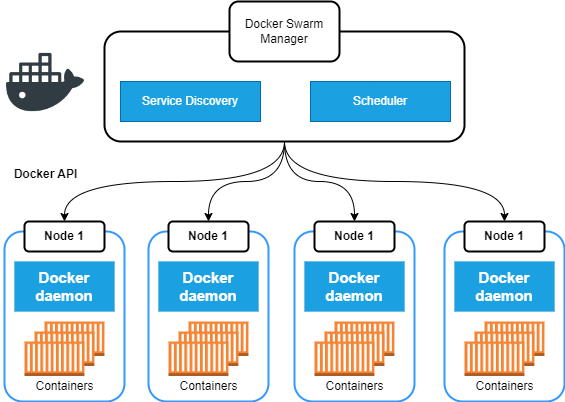 Docker Swarm
Manager
Service Discovery
Scheduler
Docker API
Node 1
Node 1
Node 1
Node 1
Docker
daemon
Docker
daemon
Docker
daemon
Docker
daemon
Containers
Containers
Containers
Containers